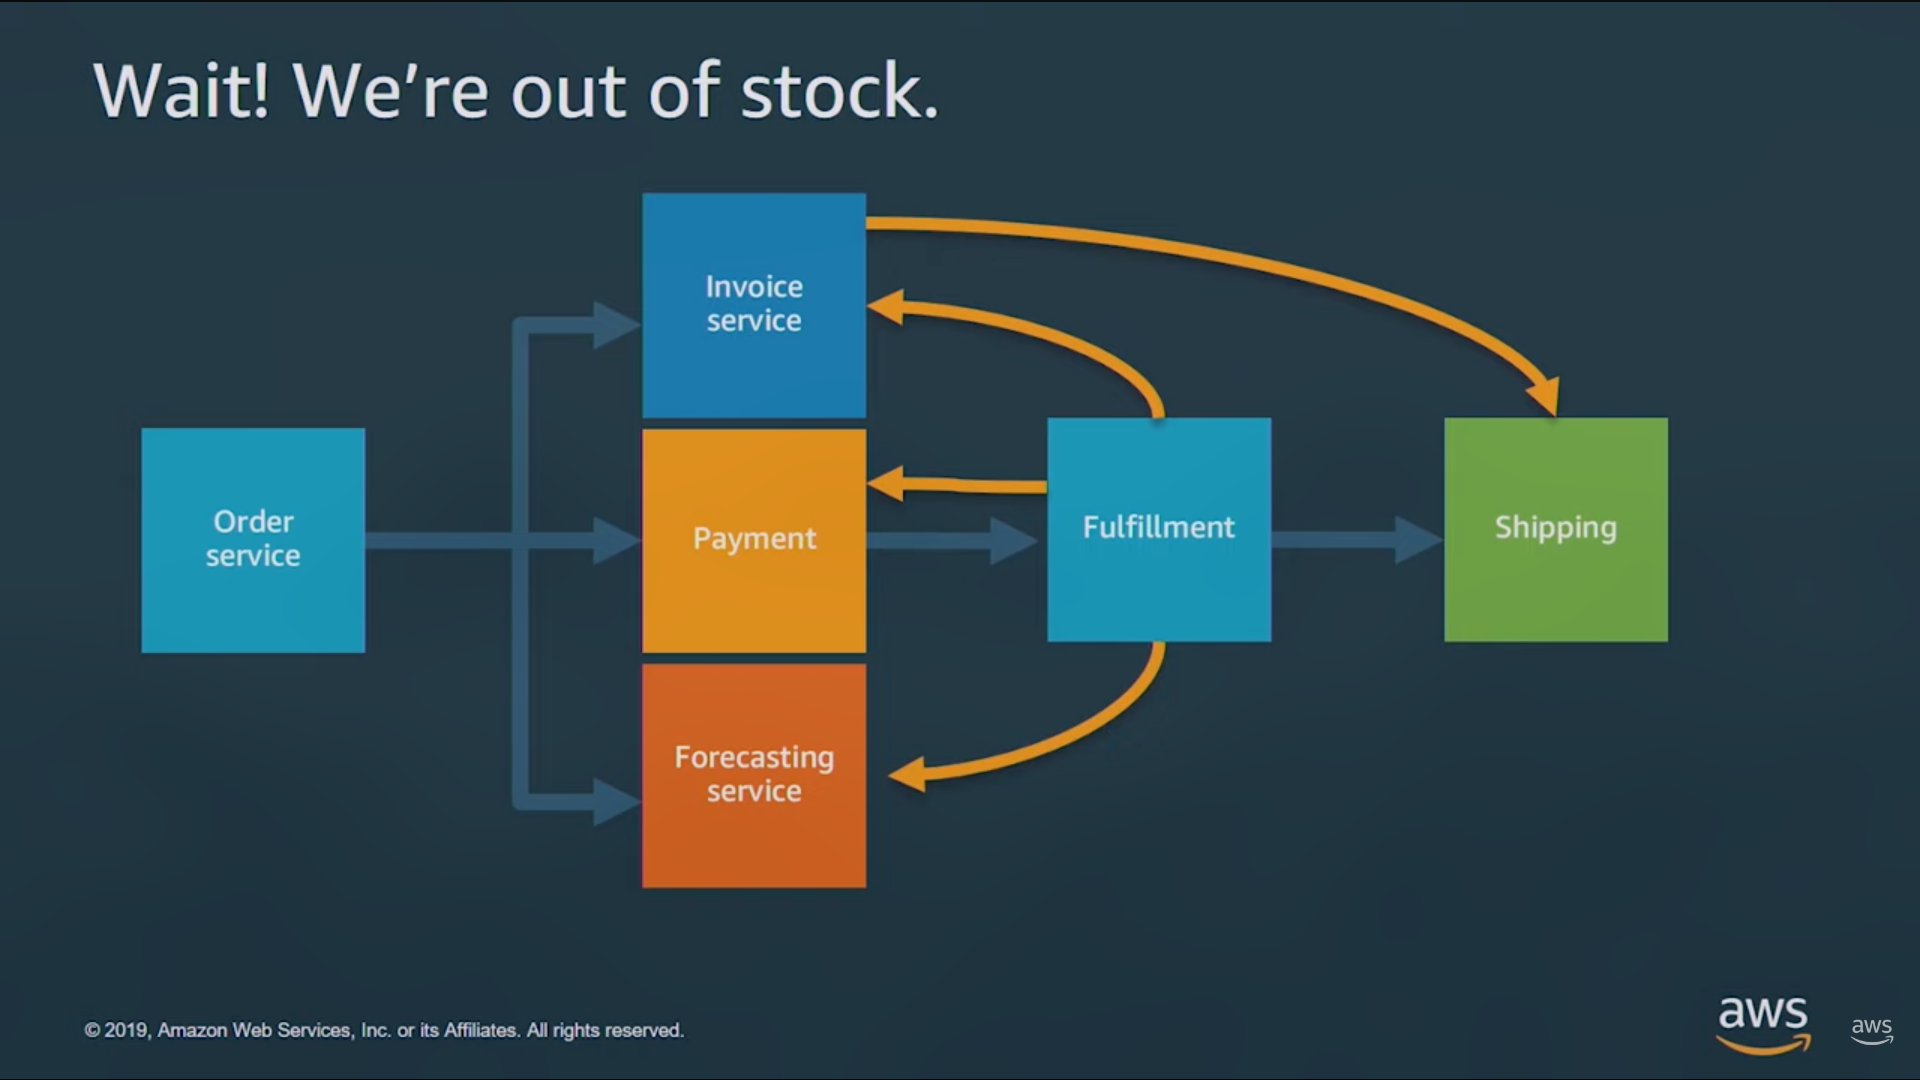 Wait! We’re out of stock.
Invoice
service
Order
service
Payment
Fulfillment
Shipping
Forecasting
service
© 2019, Amazon Web Services, Inc. or its Affiliates. All rights reserved.
aws
aws